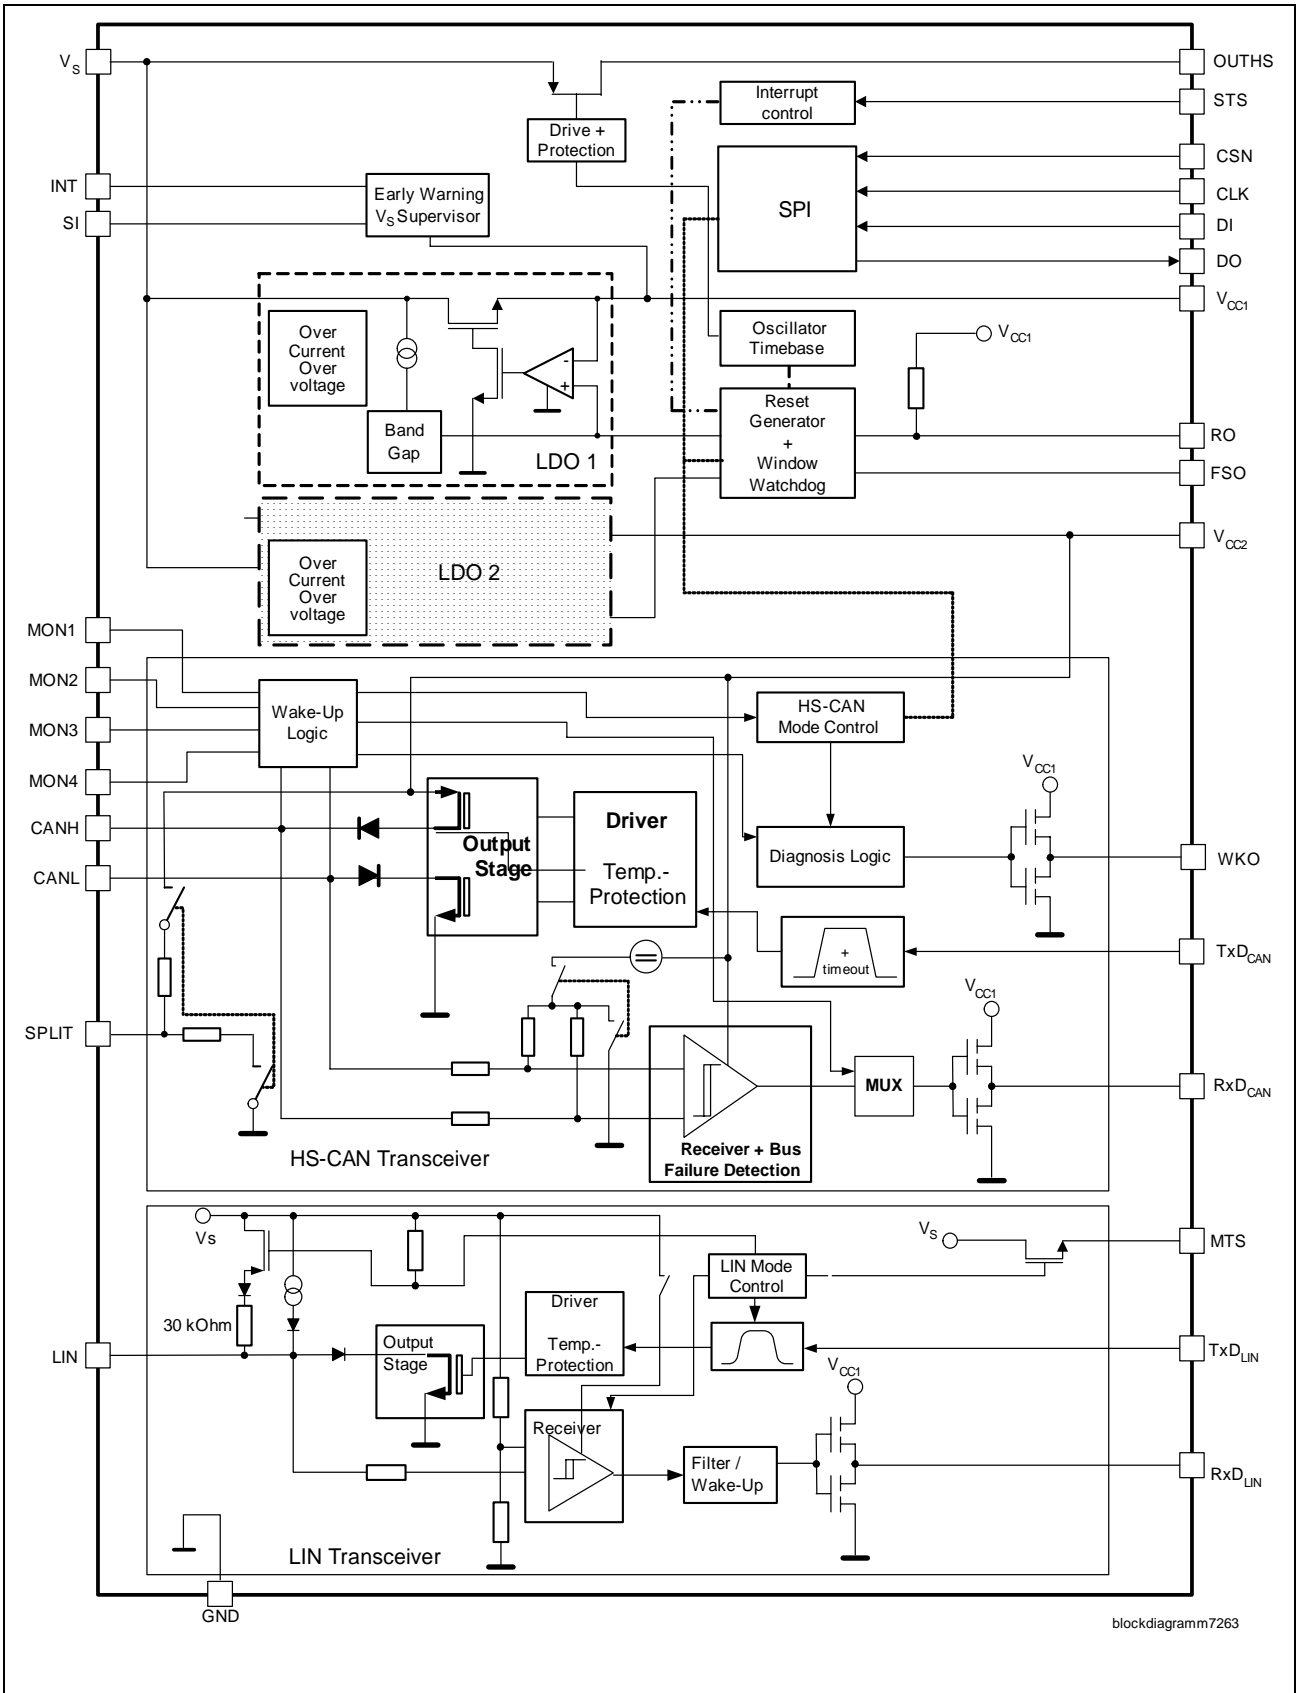 V_S
OUTHS
Interrupt
control
STS
Drive +
Protection
CSN
INT
Early Warning
V_S Supervisor
SPI
CLK
SI
DI
DO
V_CC1
Over
Current
Over
voltage
Oscillator
Timebase
V_CC1
-
+
Band
Gap
LDO 1
Reset
Generator
+
Window
Watchdog
RO
FSO
V_CC2
Over
Current
Over
voltage
LDO 2
MON1
MON2
MON3
MON4
Wake-Up
Logic
HS-CAN
Mode Control
V_CC1
CANH
CANL
Output
Stage
Driver
Temp.-
Protection
Diagnosis Logic
WKO
+
timeout
TxD_CAN
V_CC1
SPLIT
MUX
RxD_CAN
Receiver + Bus
Failure Detection
HS-CAN Transceiver
Vs
V_S
MTS
LIN Mode
Control
30 kOhm
Driver
Temp.-
Protection
Output
Stage
LIN
TxD_LIN
V_CC1
Receiver
Filter /
Wake-Up
RxD_LIN
LIN Transceiver
GND
blockdiagramm7263